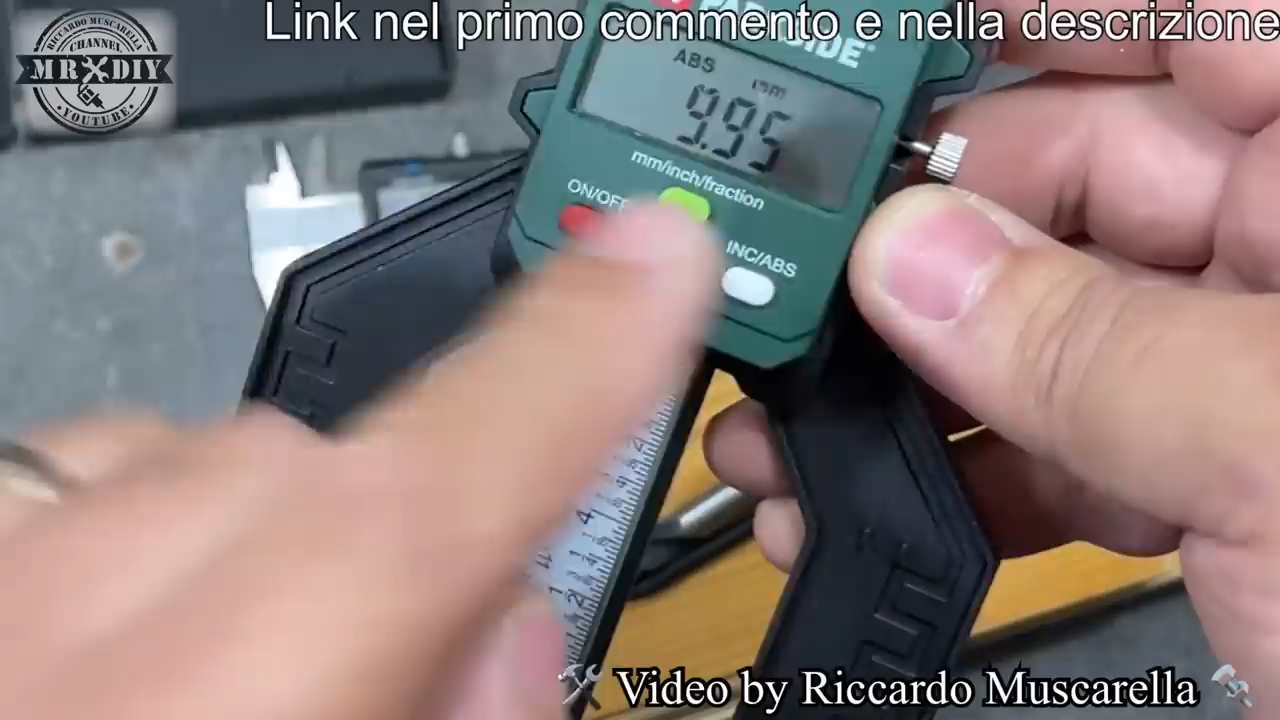 Link nel primo commento e nella descrizione
RICCARDO MUSCARELLA
CHANNEL
MR DIY
YOUTUBE
PARKSIDE®
ABS
mm
9.95
mm/inch/fraction
ON/OFF
INC/ABS
Video by Riccardo Muscarella